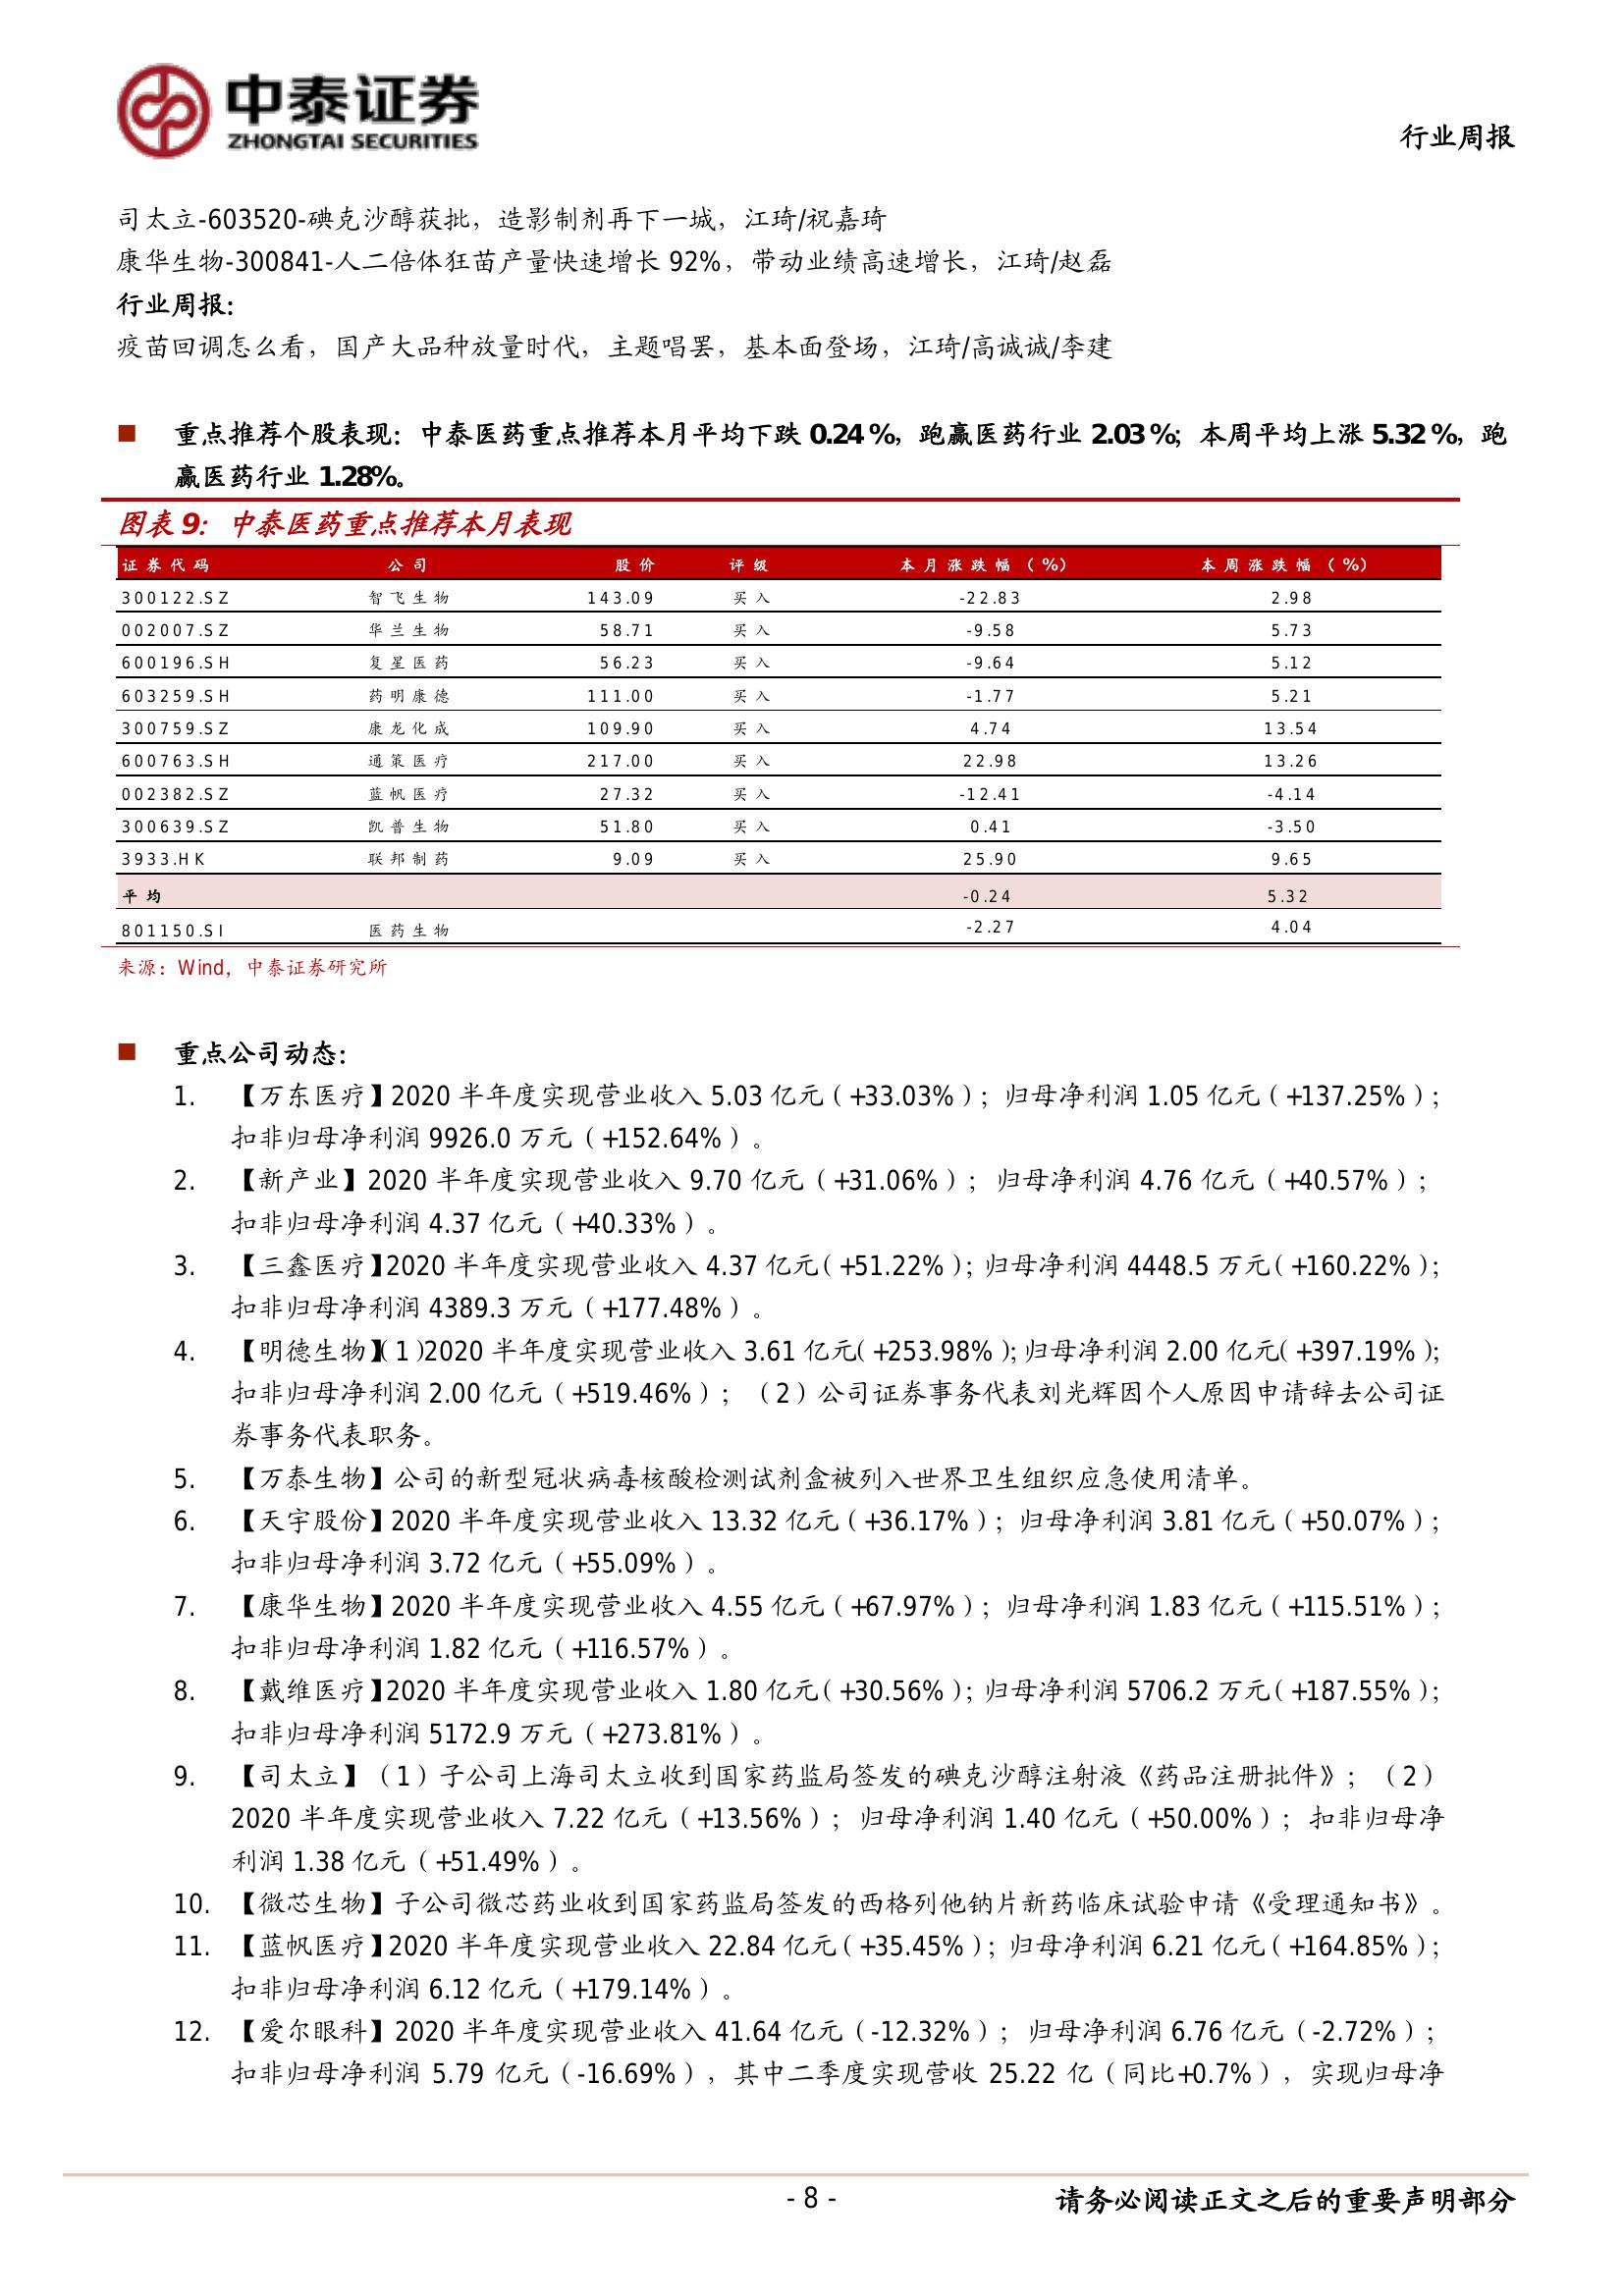 中泰证券
ZHONGTAI SECURITIES
行业周报
司太立-603520-碘克沙醇获批，造影制剂再下一城，江琦/祝嘉琦
康华生物-300841-人二倍体狂苗产量快速增长 92%，带动业绩高速增长，江琦/赵磊
行业周报：
疫苗回调怎么看，国产大品种放量时代，主题唱罢，基本面登场，江琦/高诚诚/李建
■ 重点推荐个股表现：中泰医药重点推荐本月平均下跌 0.24 %，跑赢医药行业 2.03 %；本周平均上涨 5.32 %，跑
赢医药行业 1.28%。
图表 9：中泰医药重点推荐本月表现
证券代码 公司 股价 评级 本月涨跌幅（%） 本周涨跌幅（%）
300122.SZ 智飞生物 143.09 买入 -22.83 2.98
002007.SZ 华兰生物 58.71 买入 -9.58 5.73
600196.SH 复星医药 56.23 买入 -9.64 5.12
603259.SH 药明康德 111.00 买入 -1.77 5.21
300759.SZ 康龙化成 109.90 买入 4.74 13.54
600763.SH 通策医疗 217.00 买入 22.98 13.26
002382.SZ 蓝帆医疗 27.32 买入 -12.41 -4.14
300639.SZ 凯普生物 51.80 买入 0.41 -3.50
3933.HK 联邦制药 9.09 买入 25.90 9.65
平均 -0.24 5.32
801150.SI 医药生物 -2.27 4.04
来源：Wind，中泰证券研究所
■ 重点公司动态：
1. 【万东医疗】2020 半年度实现营业收入 5.03 亿元（+33.03%）；归母净利润 1.05 亿元（+137.25%）；
扣非归母净利润 9926.0 万元（+152.64%）。
2. 【新产业】2020 半年度实现营业收入 9.70 亿元（+31.06%）；归母净利润 4.76 亿元（+40.57%）；
扣非归母净利润 4.37 亿元（+40.33%）。
3. 【三鑫医疗】2020 半年度实现营业收入 4.37 亿元（+51.22%）；归母净利润 4448.5 万元（+160.22%）；
扣非归母净利润 4389.3 万元（+177.48%）。
4. 【明德生物】（1）2020 半年度实现营业收入 3.61 亿元（+253.98%）；归母净利润 2.00 亿元（+397.19%）；
扣非归母净利润 2.00 亿元（+519.46%）；（2）公司证券事务代表刘光辉因个人原因申请辞去公司证
券事务代表职务。
5. 【万泰生物】公司的新型冠状病毒核酸检测试剂盒被列入世界卫生组织应急使用清单。
6. 【天宇股份】2020 半年度实现营业收入 13.32 亿元（+36.17%）；归母净利润 3.81 亿元（+50.07%）；
扣非归母净利润 3.72 亿元（+55.09%）。
7. 【康华生物】2020 半年度实现营业收入 4.55 亿元（+67.97%）；归母净利润 1.83 亿元（+115.51%）；
扣非归母净利润 1.82 亿元（+116.57%）。
8. 【戴维医疗】2020 半年度实现营业收入 1.80 亿元（+30.56%）；归母净利润 5706.2 万元（+187.55%）；
扣非归母净利润 5172.9 万元（+273.81%）。
9. 【司太立】（1）子公司上海司太立收到国家药监局签发的碘克沙醇注射液《药品注册批件》；（2）
2020 半年度实现营业收入 7.22 亿元（+13.56%）；归母净利润 1.40 亿元（+50.00%）；扣非归母净
利润 1.38 亿元（+51.49%）。
10. 【微芯生物】子公司微芯药业收到国家药监局签发的西格列他钠片新药临床试验申请《受理通知书》。
11. 【蓝帆医疗】2020 半年度实现营业收入 22.84 亿元（+35.45%）；归母净利润 6.21 亿元（+164.85%）；
扣非归母净利润 6.12 亿元（+179.14%）。
12. 【爱尔眼科】2020 半年度实现营业收入 41.64 亿元（-12.32%）；归母净利润 6.76 亿元（-2.72%）；
扣非归母净利润 5.79 亿元（-16.69%），其中二季度实现营收 25.22 亿（同比+0.7%），实现归母净
- 8 -
请务必阅读正文之后的重要声明部分